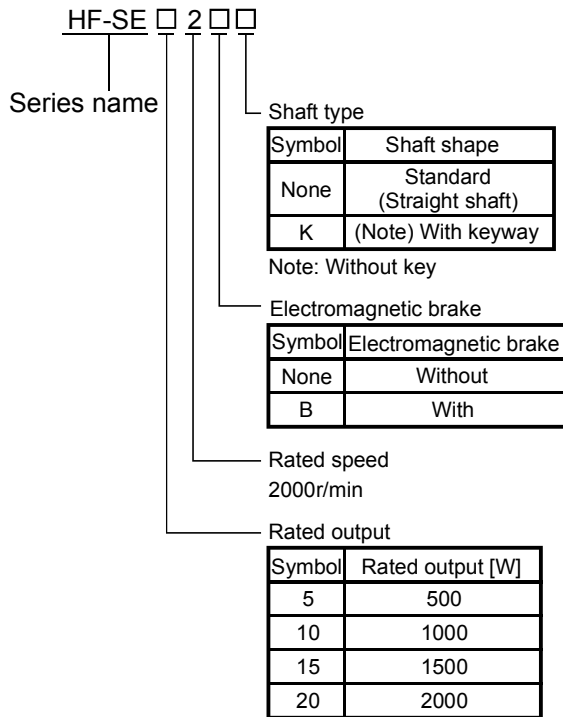 HF-SE □ 2 □ □
Series name
Shaft type
Symbol Shaft shape
None Standard
(Straight shaft)
K (Note) With keyway
Note: Without key
Electromagnetic brake
Symbol Electromagnetic brake
None Without
B With
Rated speed
2000r/min
Rated output
Symbol Rated output [W]
5 500
10 1000
15 1500
20 2000